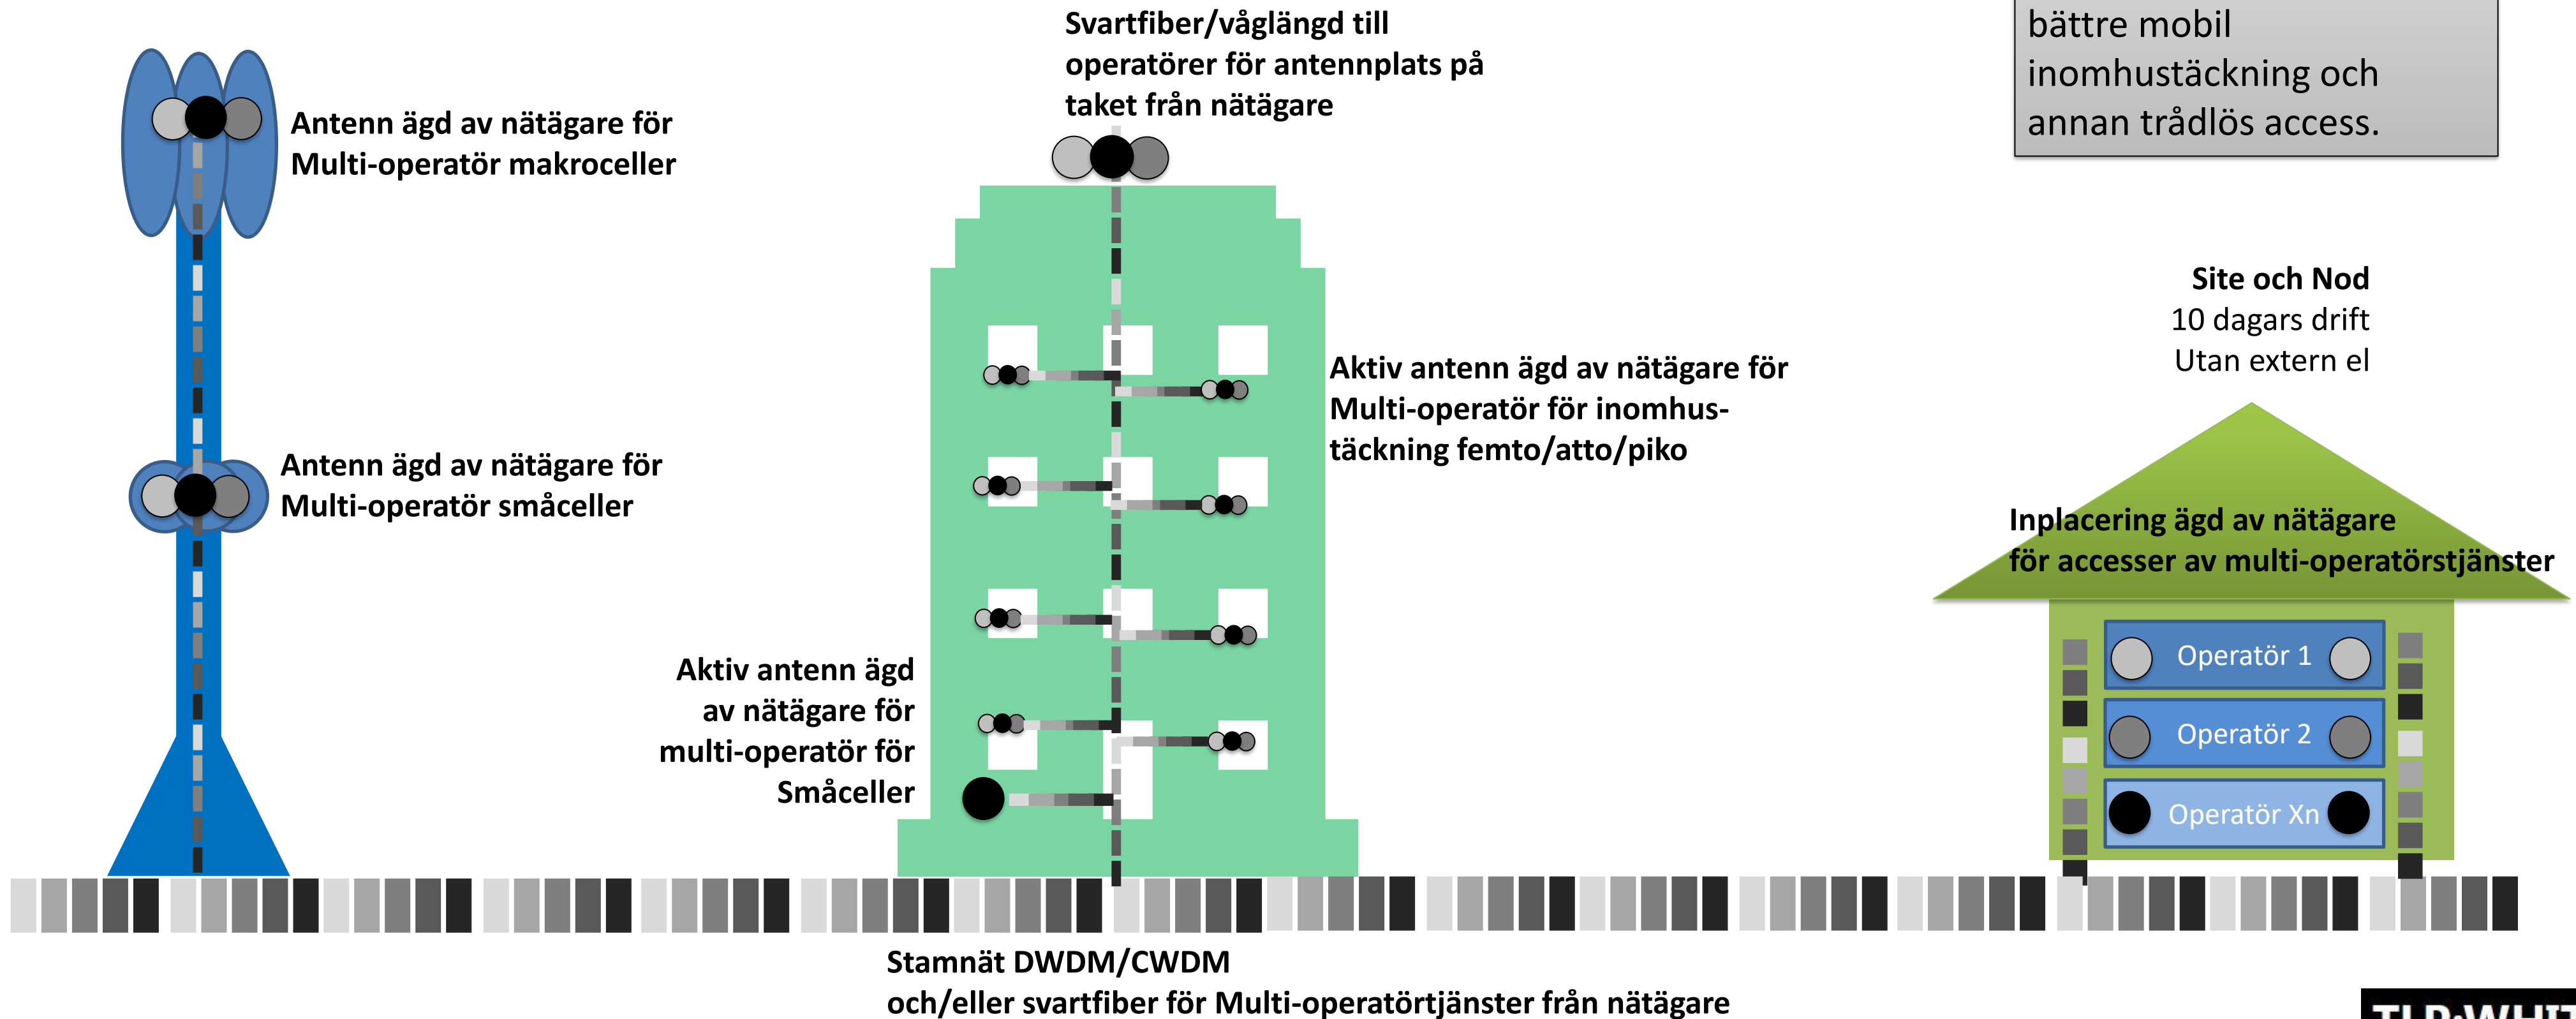 Svartfiber/våglängd till
operatörer för antennplats på
taket från nätägare
bättre mobil
inomhustäckning och
annan trådlös access.
Antenn ägd av nätägare för
Multi-operatör makroceller
Site och Nod
10 dagars drift
Utan extern el
Aktiv antenn ägd av nätägare för
Multi-operatör för inomhus-
täckning femto/atto/piko
Antenn ägd av nätägare för
Multi-operatör småceller
Inplacering ägd av nätägare
för accesser av multi-operatörstjänster
Aktiv antenn ägd
av nätägare för
multi-operatör för
Småceller
Operatör 1
Operatör 2
Operatör Xn
Stamnät DWDM/CWDM
och/eller svartfiber för Multi-operatörtjänster från nätägare